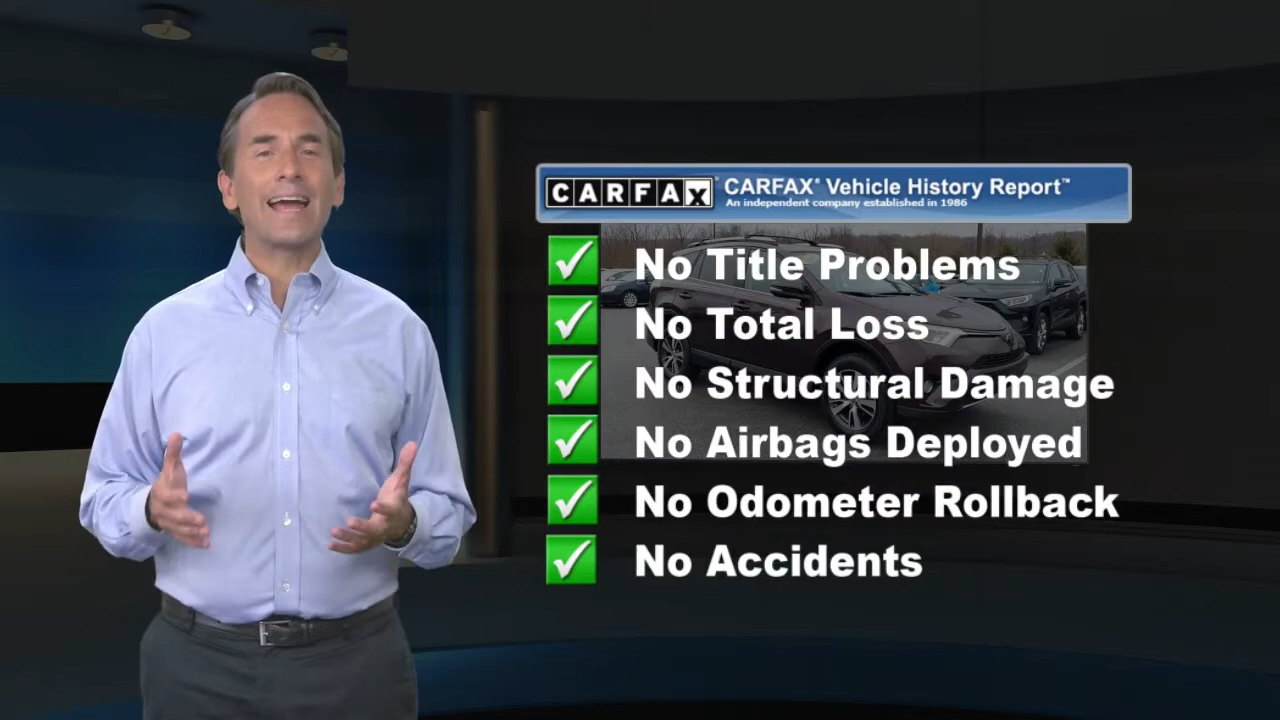 CARFAX® CARFAX® Vehicle History Report™
An independent company established in 1986
No Title Problems
No Total Loss
No Structural Damage
No Airbags Deployed
No Odometer Rollback
No Accidents